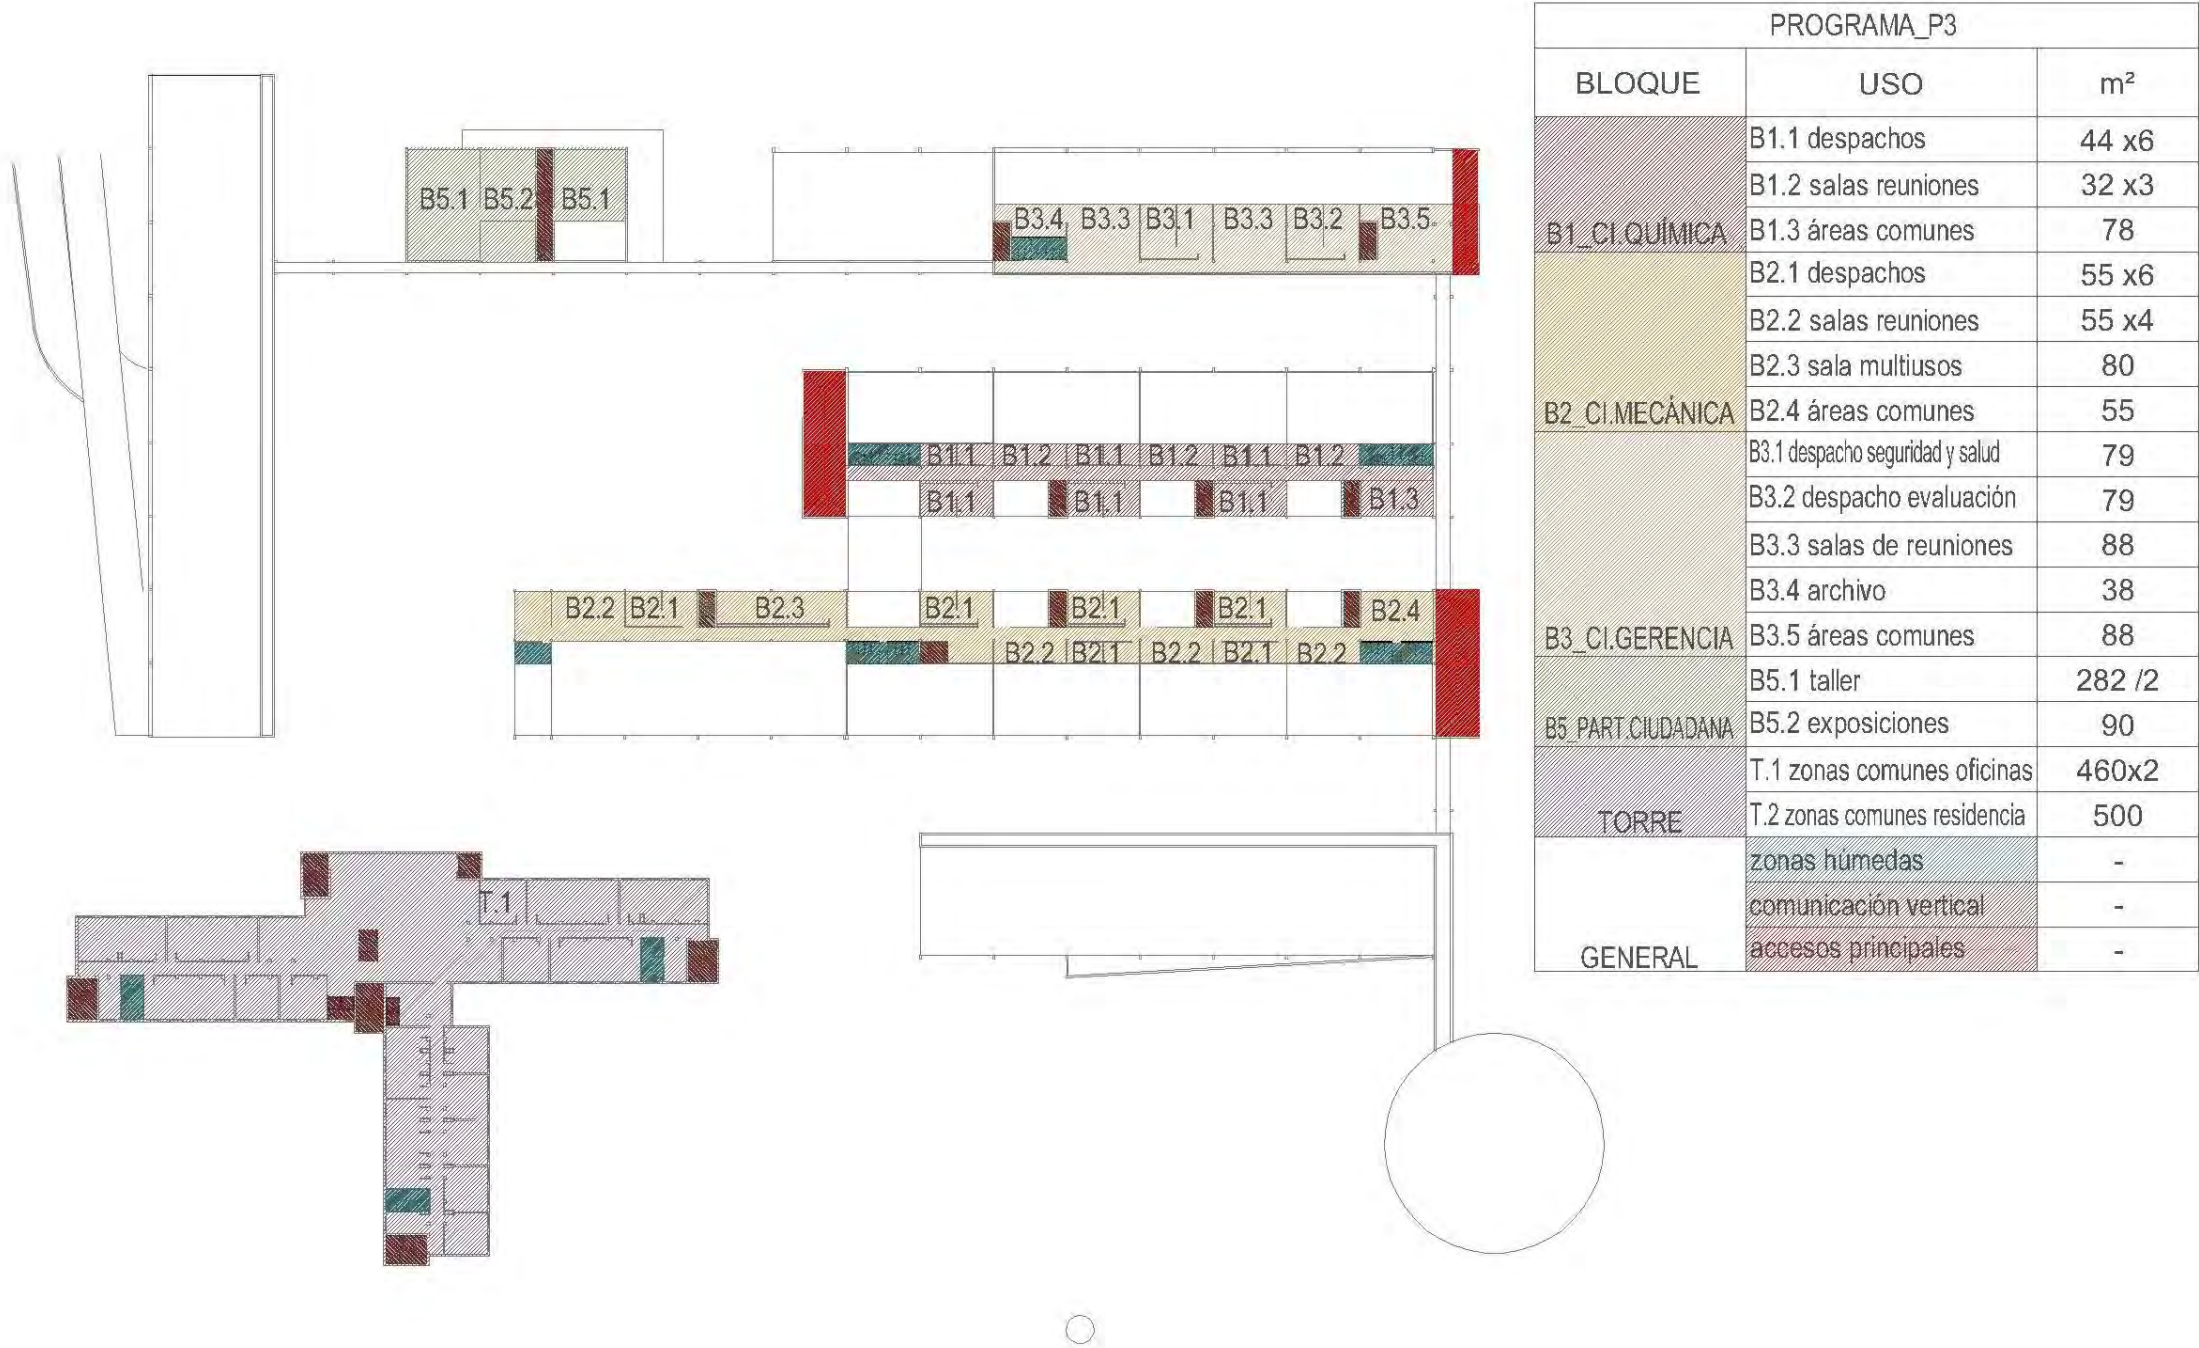 PROGRAMA_P3
BLOQUE USO m²
B1_CI.QUÍMICA
B1.1 despachos 44 x6
B1.2 salas reuniones 32 x3
B1.3 áreas comunes 78
B2_CI.MECÁNICA
B2.1 despachos 55 x6
B2.2 salas reuniones 55 x4
B2.3 sala multiusos 80
B2.4 áreas comunes 55
B3_CI.GERENCIA
B3.1 despacho seguridad y salud 79
B3.2 despacho evaluación 79
B3.3 salas de reuniones 88
B3.4 archivo 38
B3.5 áreas comunes 88
B5_PART.CIUDADANA
B5.1 taller 282 /2
B5.2 exposiciones 90
TORRE
T.1 zonas comunes oficinas 460x2
T.2 zonas comunes residencia 500
GENERAL
zonas húmedas -
comunicación vertical -
accesos principales -
B5.1 B5.2 B5.1
B3.4 B3.3 B3.1 B3.3 B3.2 B3.5
B1.1 B1.2 B1.1 B1.2 B1.1 B1.2
B1.1 B1.1 B1.1 B1.3
B2.2 B2.1 B2.3 B2.1 B2.1 B2.1 B2.4
B2.2 B2.1 B2.2 B2.1 B2.2
T.1